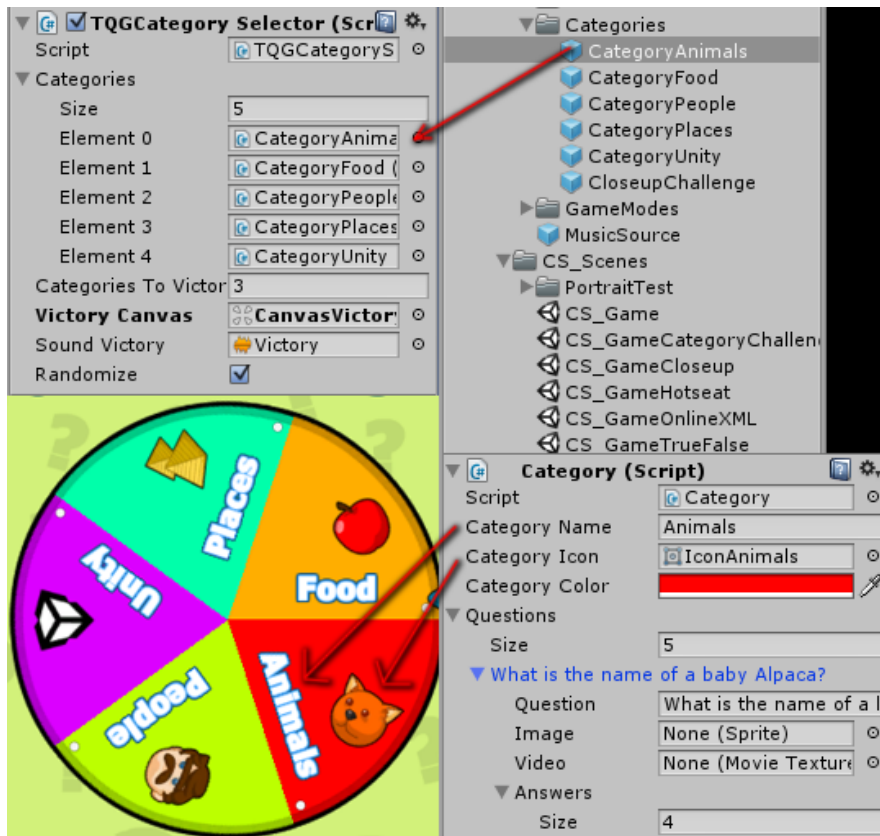 TQGCategory Selector (Scr
Script TQGCategoryS
Categories
Size 5
Element 0 CategoryAnima
Element 1 CategoryFood (
Element 2 CategoryPeople
Element 3 CategoryPlaces
Element 4 CategoryUnity
Categories To Victor 3
Victory Canvas CanvasVictory
Sound Victory Victory
Randomize
Categories
CategoryAnimals
CategoryFood
CategoryPeople
CategoryPlaces
CategoryUnity
CloseupChallenge
GameModes
MusicSource
CS_Scenes
PortraitTest
CS_Game
CS_GameCategoryChallen
CS_GameCloseup
CS_GameHotseat
CS_GameOnlineXML
CS_GameTrueFalse
Places
Food
Unity
Animals
People
Category (Script)
Script Category
Category Name Animals
Category Icon IconAnimals
Category Color
Questions
Size 5
What is the name of a baby Alpaca?
Question What is the name of a l
Image None (Sprite)
Video None (Movie Texture
Answers
Size 4